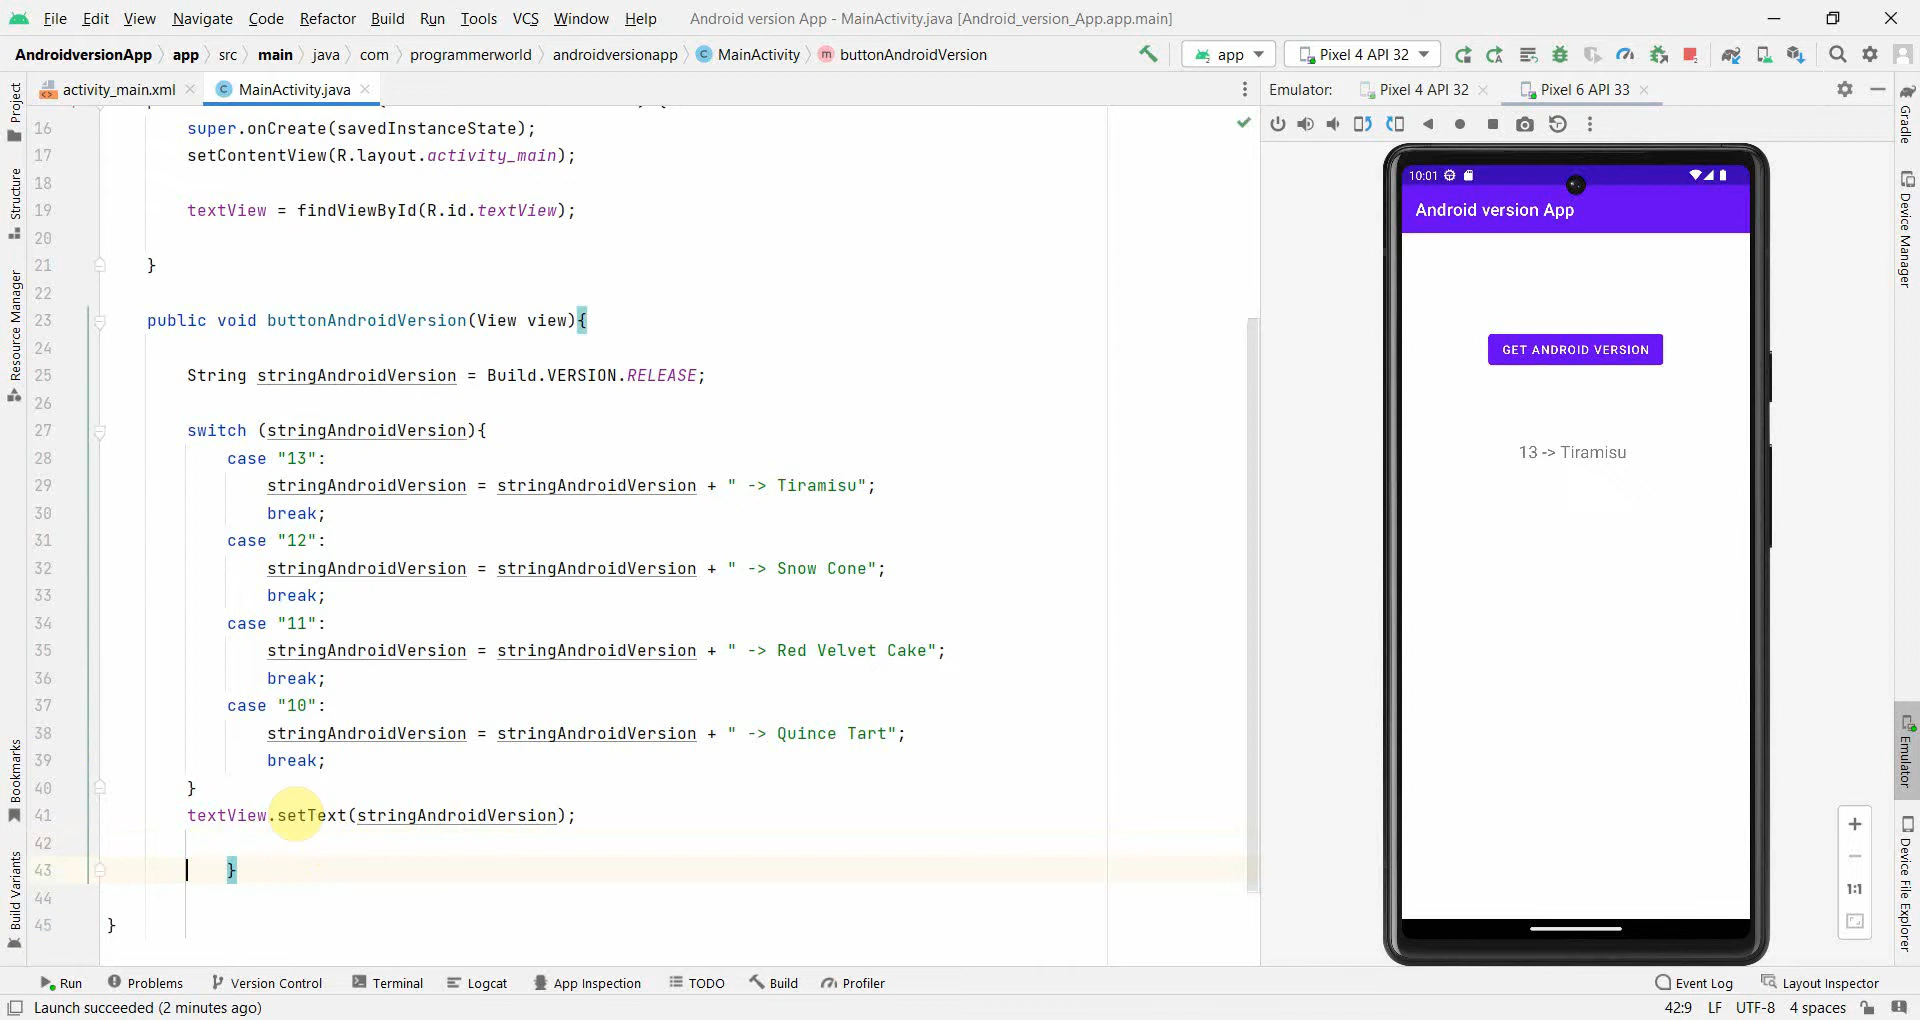 File Edit View Navigate Code Refactor Build Run Tools VCS Window Help Android version App - MainActivity.java [Android_version_App.app.main]
AndroidversionApp app src main java com programmerworld androidversionapp C MainActivity m buttonAndroidVersion app Pixel 4 API 32
activity_main.xml C MainActivity.java Emulator: Pixel 4 API 32 Pixel 6 API 33
16 super.onCreate(savedInstanceState);
17 setContentView(R.layout.activity_main);
18
19 textView = findViewById(R.id.textView);
20
21 }
22
23 public void buttonAndroidVersion(View view){
24
25 String stringAndroidVersion = Build.VERSION.RELEASE;
26
27 switch (stringAndroidVersion){
28 case "13":
29 stringAndroidVersion = stringAndroidVersion + " -> Tiramisu";
30 break;
31 case "12":
32 stringAndroidVersion = stringAndroidVersion + " -> Snow Cone";
33 break;
34 case "11":
35 stringAndroidVersion = stringAndroidVersion + " -> Red Velvet Cake";
36 break;
37 case "10":
38 stringAndroidVersion = stringAndroidVersion + " -> Quince Tart";
39 break;
40 }
41 textView.setText(stringAndroidVersion);
42
43 }
44
45 }
10:01
Android version App
GET ANDROID VERSION
13 -> Tiramisu
1:1
Project
Structure
Resource Manager
Bookmarks
Build Variants
Gradle
Device Manager
Emulator
Device File Explorer
Run Problems Version Control Terminal Logcat App Inspection TODO Build Profiler Event Log Layout Inspector
Launch succeeded (2 minutes ago) 42:9 LF UTF-8 4 spaces